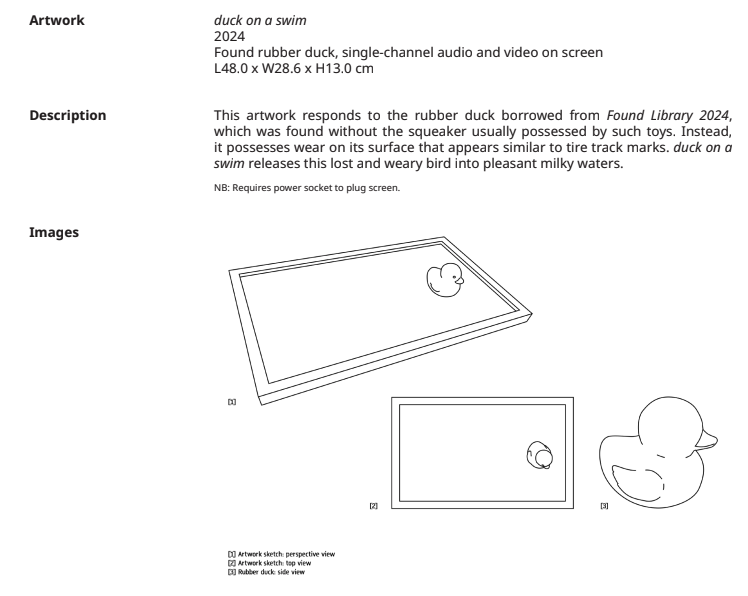 Artwork
duck on a swim
2024
Found rubber duck, single-channel audio and video on screen
L48.0 x W28.6 x H13.0 cm
Description
This artwork responds to the rubber duck borrowed from Found Library 2024,
which was found without the squeaker usually possessed by such toys. Instead,
it possesses wear on its surface that appears similar to tire track marks. duck on a
swim releases this lost and weary bird into pleasant milky waters.
NB: Requires power socket to plug screen.
Images
[1]
[2]
[3]
[1] Artwork sketch: perspective view
[2] Artwork sketch: top view
[3] Rubber duck: side view